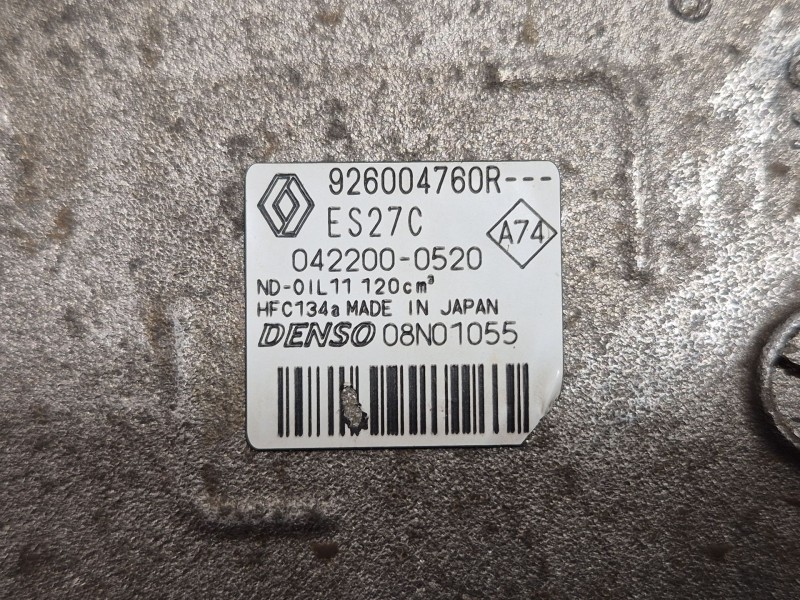 926004760R---
ES27C
A74
042200-0520
ND-OIL11 120cm³
HFC134a MADE IN JAPAN
DENSO 08N01055